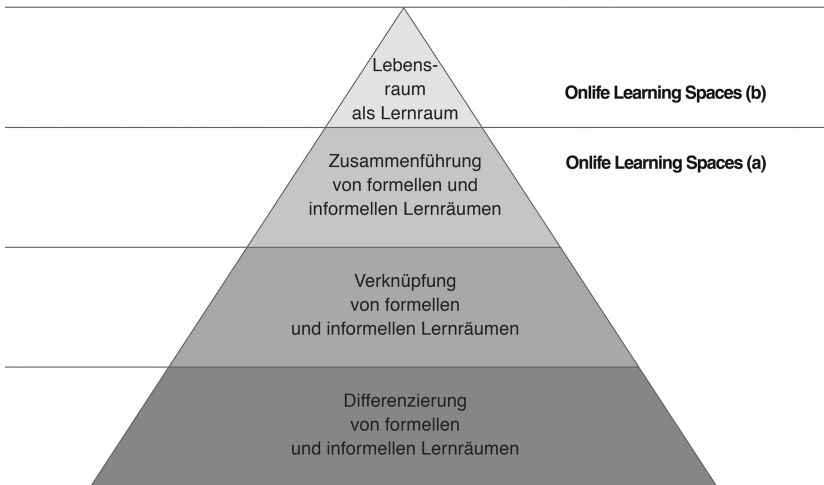 Lebens-
raum
als Lernraum
Onlife Learning Spaces (b)
Zusammenführung
von formellen und
informellen Lernräumen
Onlife Learning Spaces (a)
Verknüpfung
von formellen
und informellen Lernräumen
Differenzierung
von formellen
und informellen Lernräumen